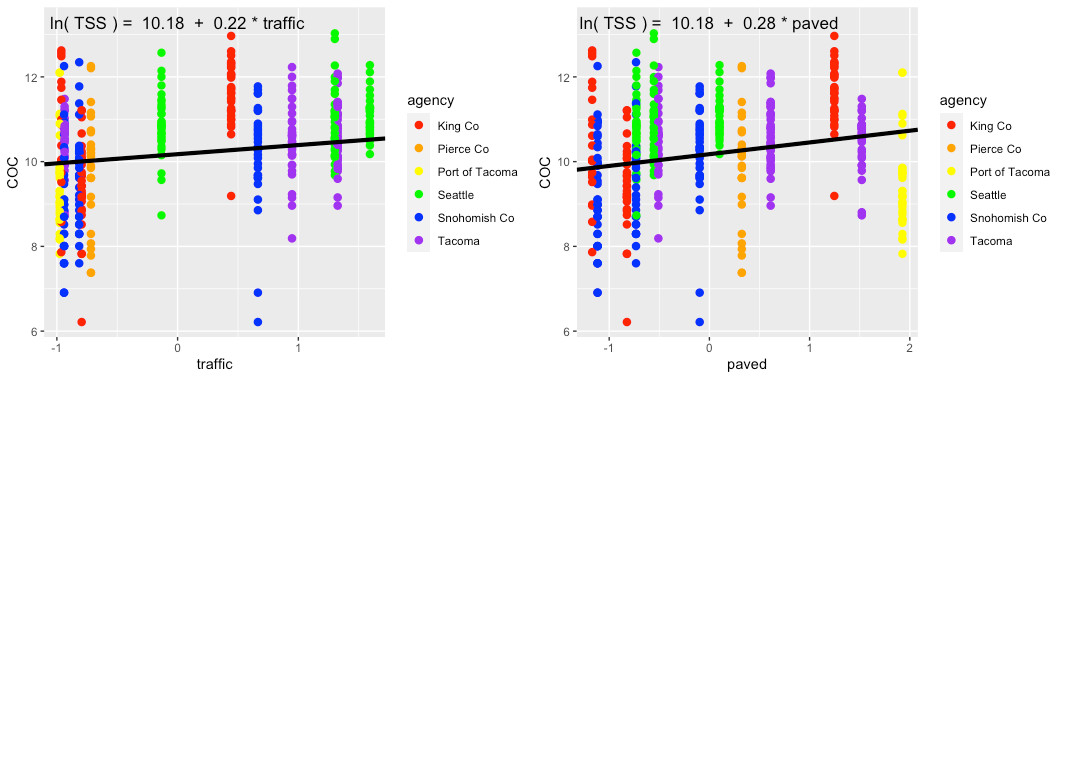 ln( TSS ) = 10.18 + 0.22 * traffic
COC
12
10
8
6
-1
0
1
traffic
agency
King Co
Pierce Co
Port of Tacoma
Seattle
Snohomish Co
Tacoma
ln( TSS ) = 10.18 + 0.28 * paved
COC
12
10
8
6
-1
0
1
2
paved
agency
King Co
Pierce Co
Port of Tacoma
Seattle
Snohomish Co
Tacoma